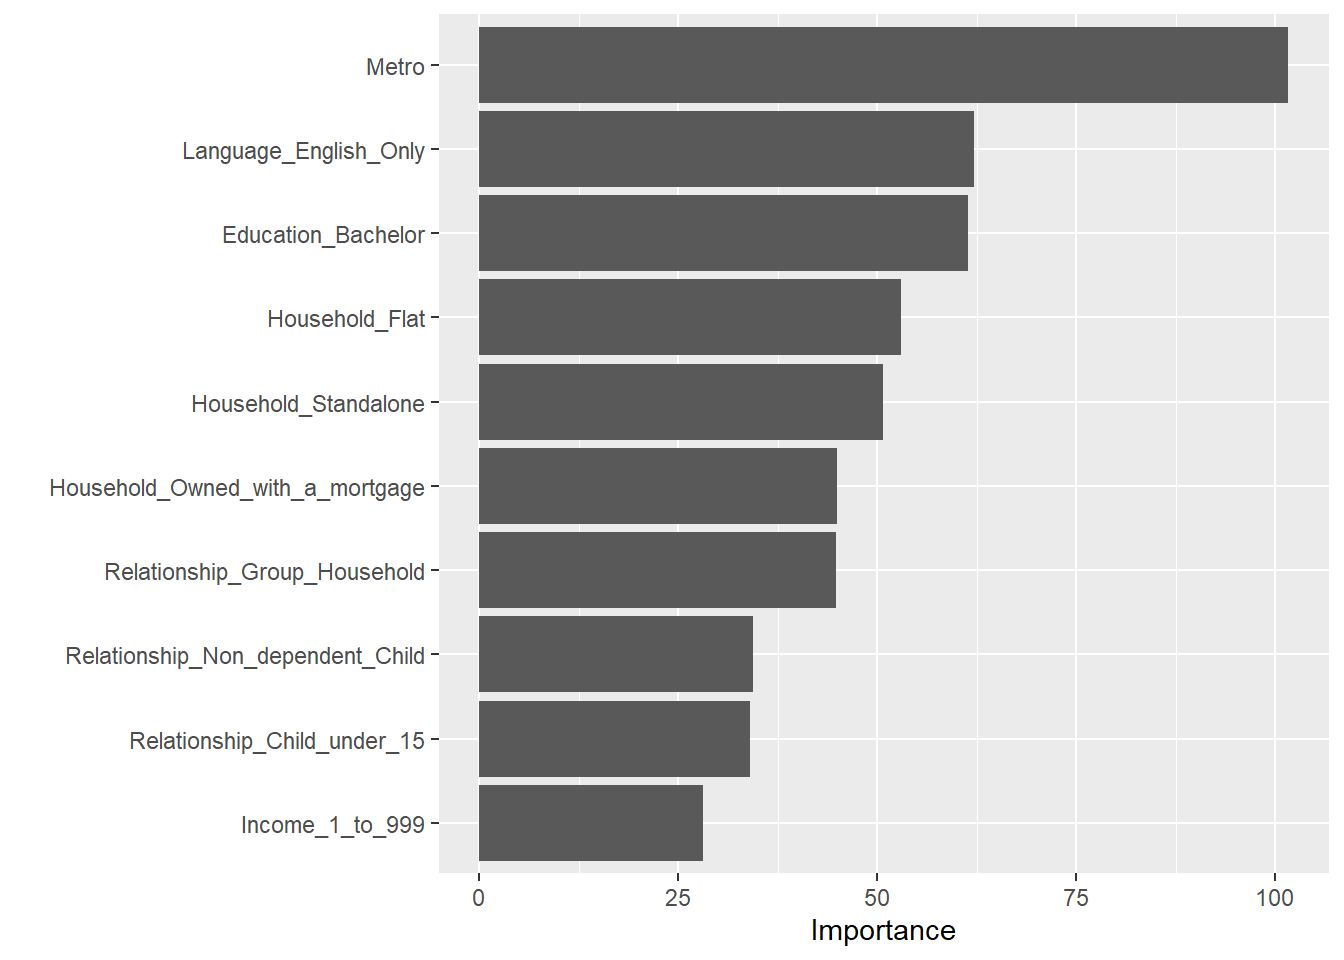 Metro
Language_English_Only
Education_Bachelor
Household_Flat
Household_Standalone
Household_Owned_with_a_mortgage
Relationship_Group_Household
Relationship_Non_dependent_Child
Relationship_Child_under_15
Income_1_to_999
0 25 50 75 100
Importance